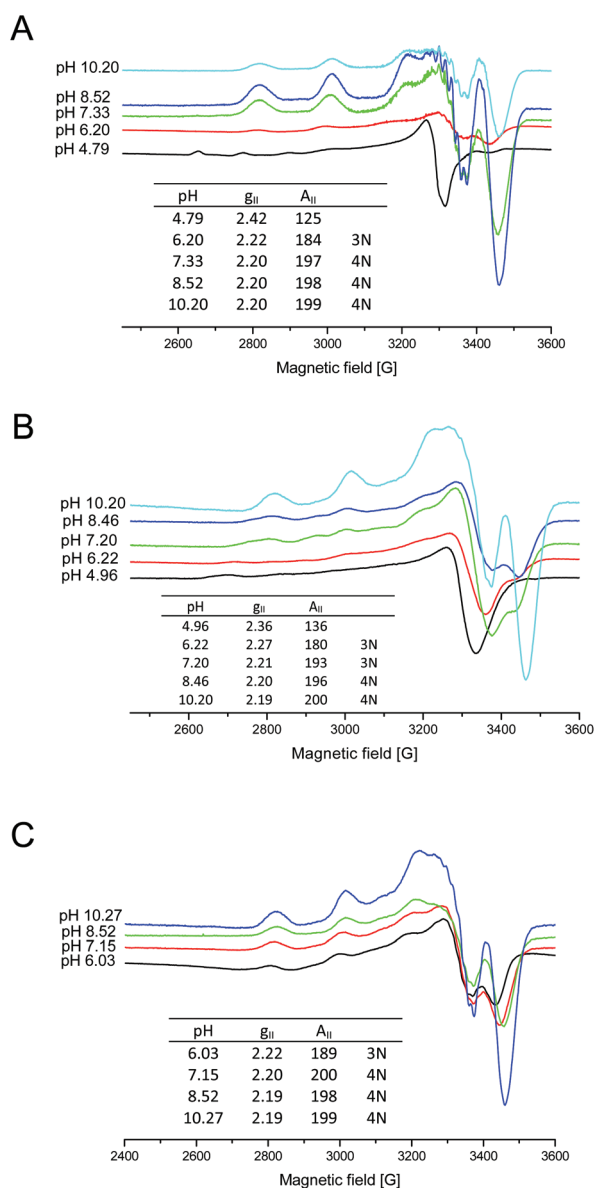 A
pH 10.20
pH 8.52
pH 7.33
pH 6.20
pH 4.79
pH gII AII
4.79 2.42 125
6.20 2.22 184 3N
7.33 2.20 197 4N
8.52 2.20 198 4N
10.20 2.20 199 4N
2600 2800 3000 3200 3400 3600
Magnetic field [G]
B
pH 10.20
pH 8.46
pH 7.20
pH 6.22
pH 4.96
pH gII AII
4.96 2.36 136
6.22 2.27 180 3N
7.20 2.21 193 3N
8.46 2.20 196 4N
10.20 2.19 200 4N
2600 2800 3000 3200 3400 3600
Magnetic field [G]
C
pH 10.27
pH 8.52
pH 7.15
pH 6.03
pH gII AII
6.03 2.22 189 3N
7.15 2.20 200 4N
8.52 2.19 198 4N
10.27 2.19 199 4N
2400 2600 2800 3000 3200 3400 3600
Magnetic field [G]